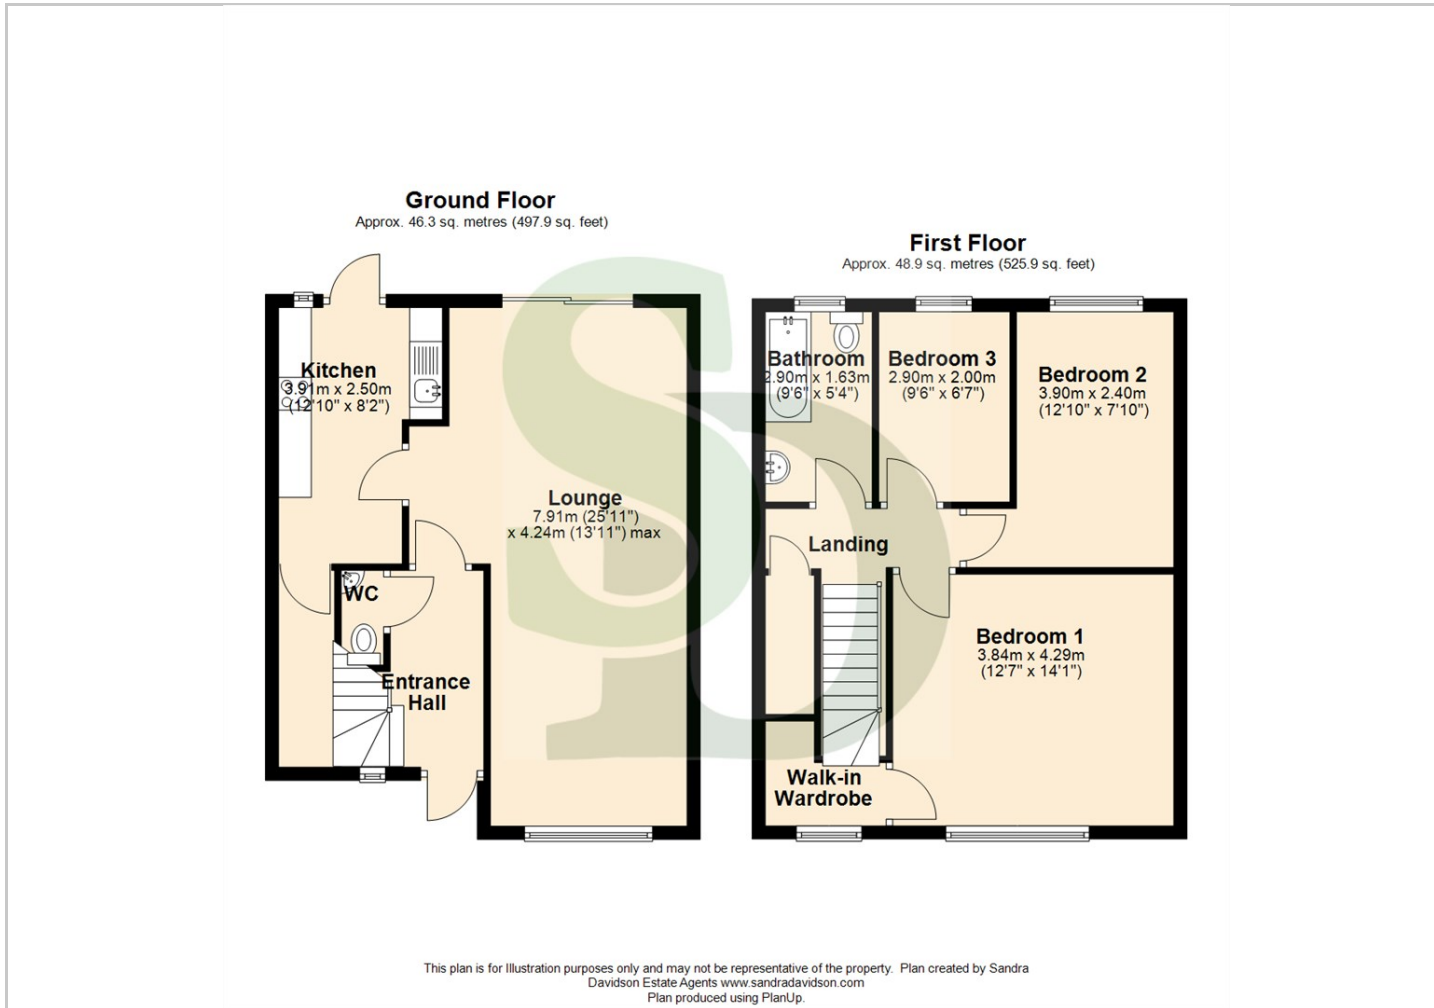 Ground Floor
Approx. 46.3 sq. metres (497.9 sq. feet)
Kitchen
3.91m x 2.50m
(12'10" x 8'2")
Lounge
7.91m (25'11")
x 4.24m (13'11") max
WC
Entrance
Hall
First Floor
Approx. 48.9 sq. metres (525.9 sq. feet)
Bathroom
2.90m x 1.63m
(9'6" x 5'4")
Bedroom 3
2.90m x 2.00m
(9'6" x 6'7")
Bedroom 2
3.90m x 2.40m
(12'10" x 7'10")
Landing
Bedroom 1
3.84m x 4.29m
(12'7" x 14'1")
Walk-in
Wardrobe
SD
This plan is for Illustration purposes only and may not be representative of the property. Plan created by Sandra
Davidson Estate Agents www.sandradavidson.com
Plan produced using PlanUp.